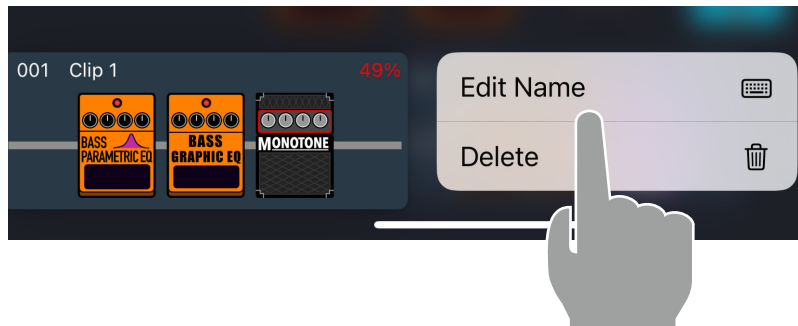 001 Clip 1 49%
BASS
PARAMETRIC EQ
BASS
GRAPHIC EQ
MONOTONE
Edit Name
Delete